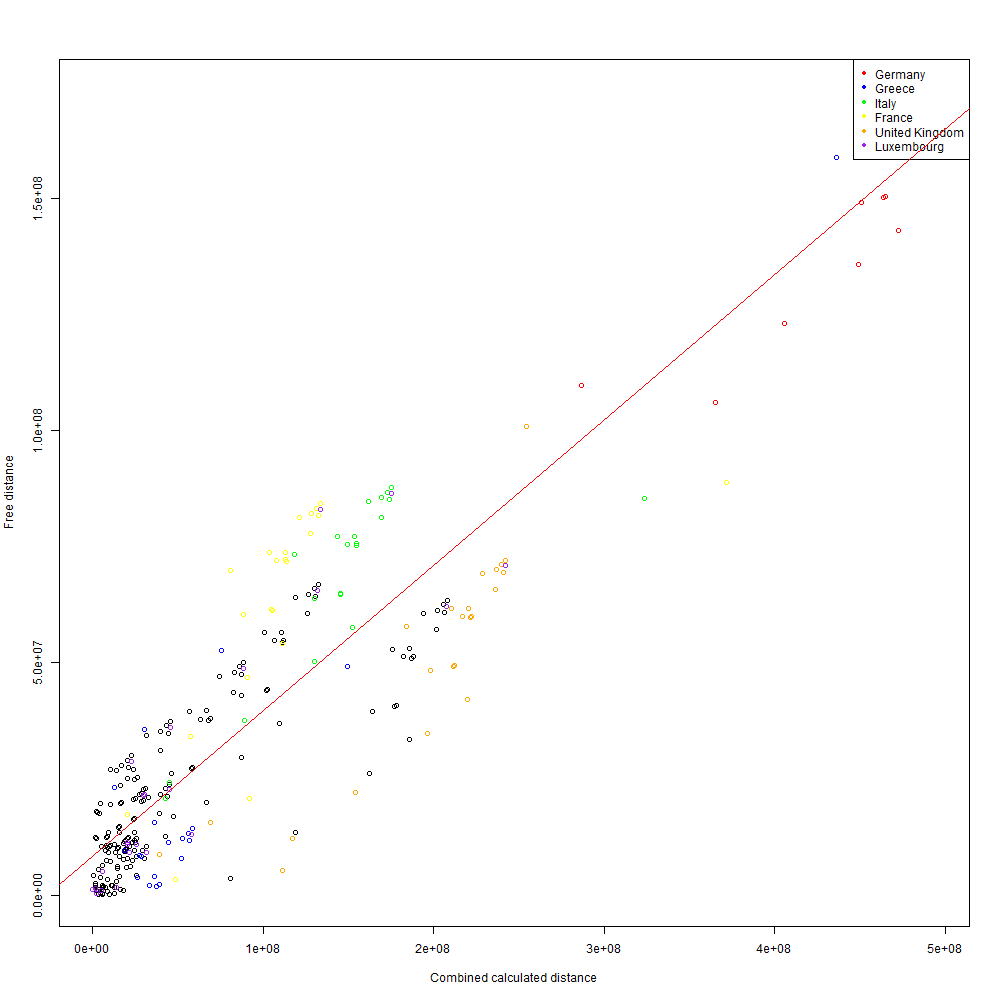 Germany
Greece
Italy
France
United Kingdom
Luxembourg
1.5e+08
1.0e+08
5.0e+07
0.0e+00
Free distance
0e+00 1e+08 2e+08 3e+08 4e+08 5e+08
Combined calculated distance